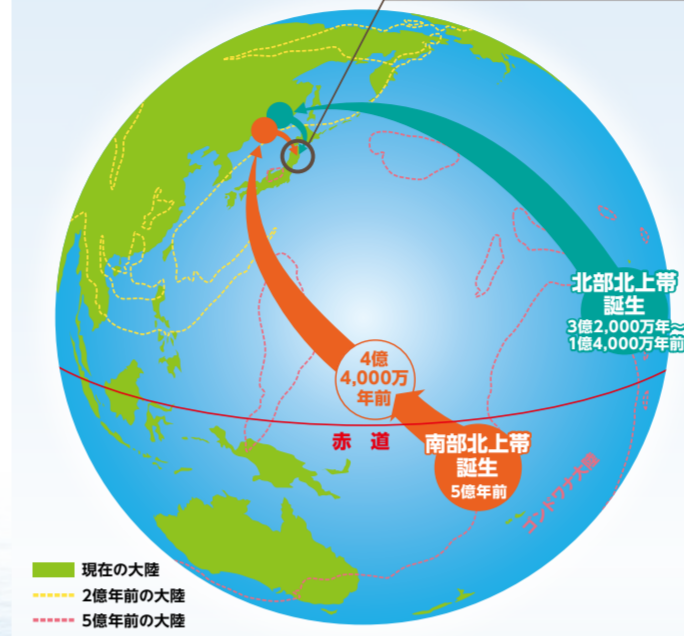 北部北上帯
誕生
3億2,000万年～
1億4,000万年前
4億
4,000万
年前
赤 道
南部北上帯
誕生
5億年前
ゴンドワナ大陸
現在の大陸
2億年前の大陸
5億年前の大陸